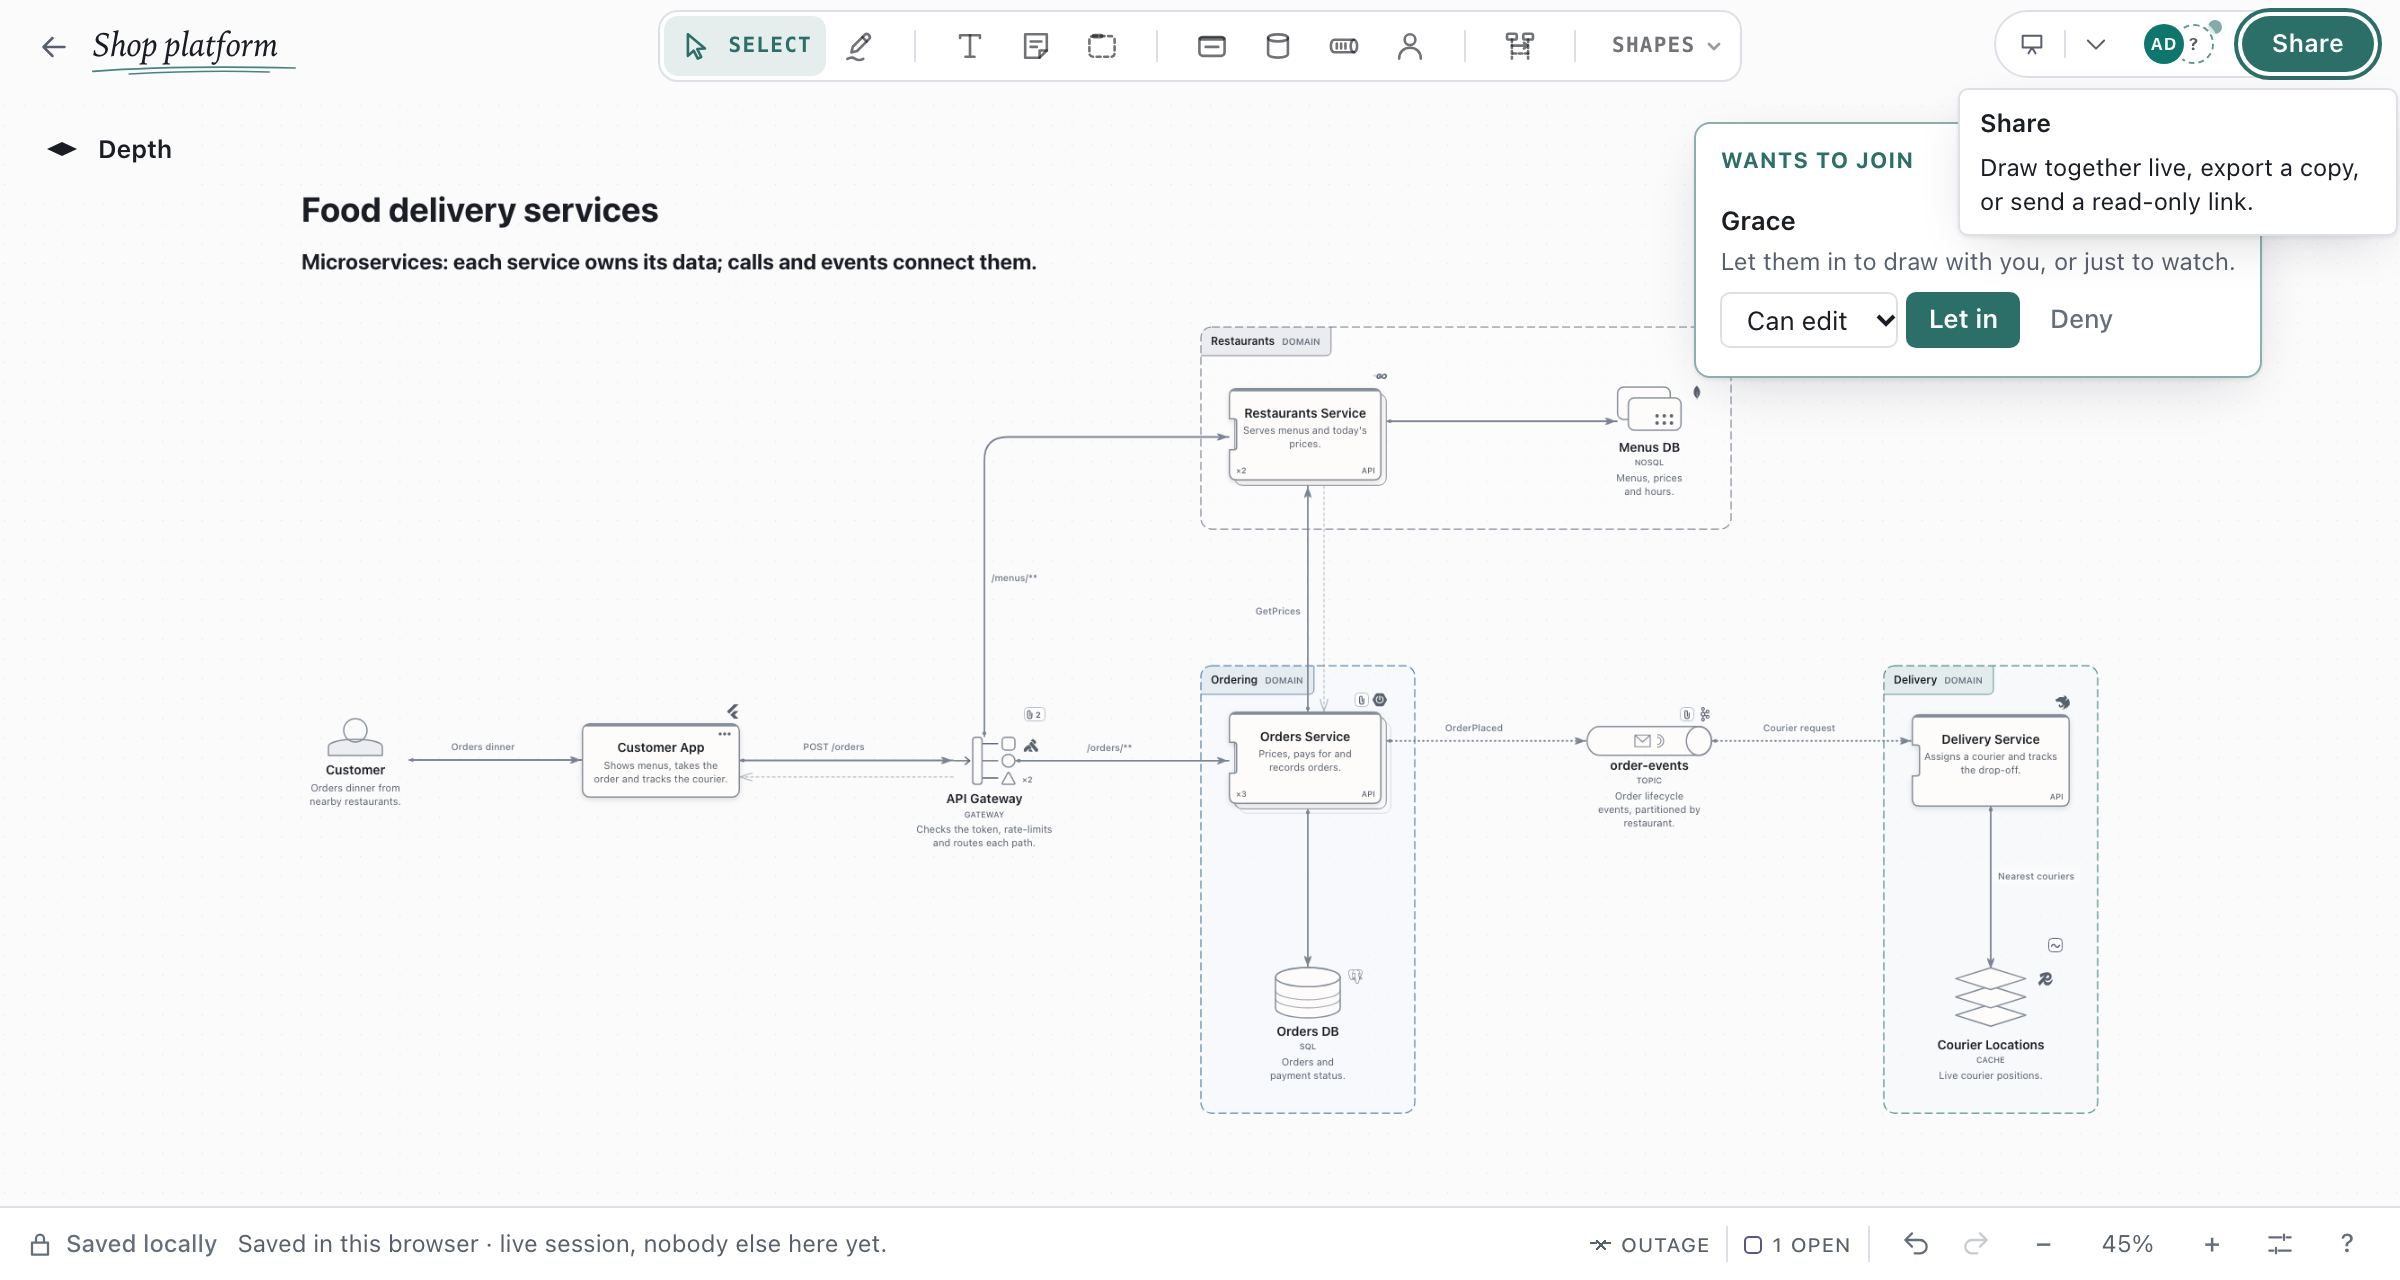 Shop platform
SELECT
SHAPES
AD
?
Share
Share
Draw together live, export a copy,
or send a read-only link.
WANTS TO JOIN
Grace
Let them in to draw with you, or just to watch.
Can edit
Let in
Deny
Depth
Food delivery services
Microservices: each service owns its data; calls and events connect them.
Restaurants DOMAIN
Restaurants Service
Serves menus and today's
prices.
×2
API
Menus DB
NOSQL
Menus, prices
and hours.
/menus/**
GetPrices
Ordering DOMAIN
Delivery DOMAIN
Customer
Orders dinner from
nearby restaurants.
Orders dinner
Customer App
Shows menus, takes the
order and tracks the courier.
POST /orders
2
×2
API Gateway
GATEWAY
Checks the token, rate-limits
and routes each path.
/orders/**
Orders Service
Prices, pays for and
records orders.
×3
API
OrderPlaced
order-events
TOPIC
Order lifecycle
events, partitioned by
restaurant.
Courier request
Delivery Service
Assigns a courier and tracks
the drop-off.
API
Nearest couriers
Orders DB
SQL
Orders and
payment status.
Courier Locations
CACHE
Live courier positions.
Saved locally
Saved in this browser · live session, nobody else here yet.
OUTAGE
1 OPEN
45%
?